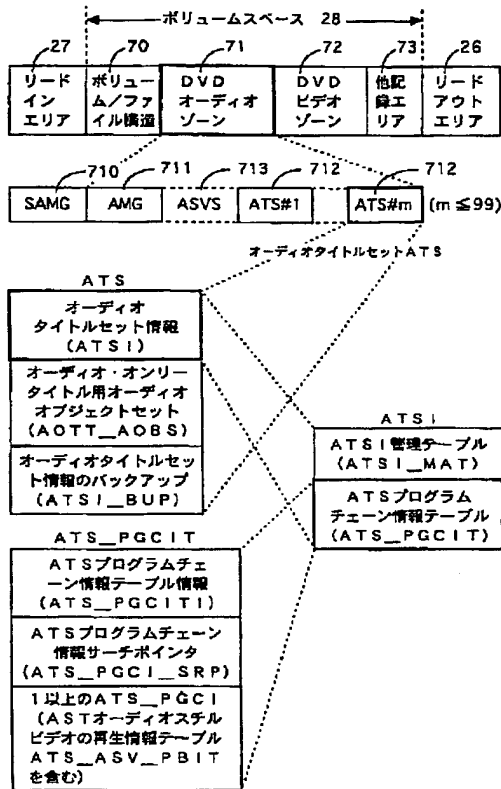 ボリュームスペース 28
27
70
71
72
73
26
リード
イン
エリア
ボリュー
ム/ファ
イル構造
DVD
オーディオ
ゾーン
DVD
ビデオ
ゾーン
他記
録エ
リア
リード
アウト
エリア
710
711
713
712
712
SAMG
AMG
ASVS
ATS#1
ATS#m
(m≦99)
オーディオタイトルセットATS
ATS
オーディオ
タイトルセット情報
(ATSI)
オーディオ・オンリー
タイトル用オーディオ
オブジェクトセット
(AOTT_AOBS)
オーディオタイトルセッ
ト情報のバックアップ
(ATSI_BUP)
ATSI
ATSI管理テーブル
(ATSI_MAT)
ATSプログラム
チェーン情報テーブル
(ATS_PGCIT)
ATS_PGCIT
ATSプログラムチェ
ーン情報テーブル情報
(ATS_PGCITI)
ATSプログラムチェーン
情報サーチポインタ
(ATS_PGCI_SRP)
1以上のATS_PGCI
(ASTオーディオスチル
ビデオの再生情報テーブル
ATS_ASV_PBIT
を含む)